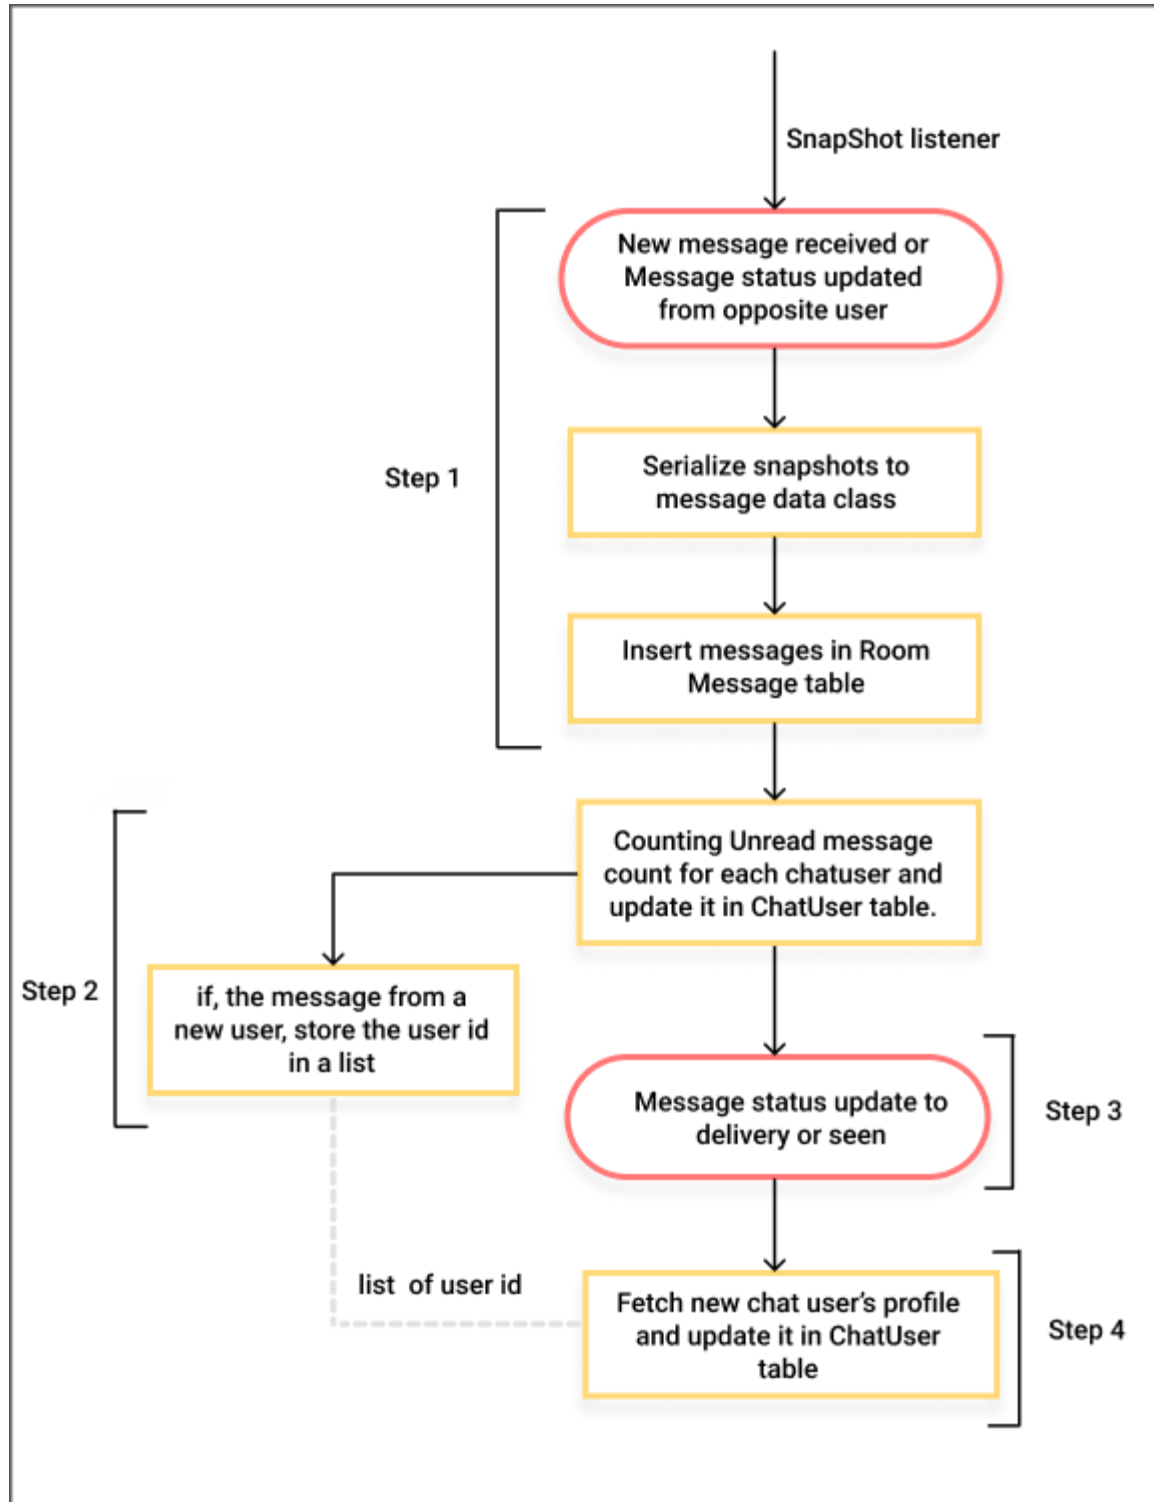 SnapShot listener
New message received or
Message status updated
from opposite user
Step 1
Serialize snapshots to
message data class
Insert messages in Room
Message table
Counting Unread message
count for each chatuser and
update it in ChatUser table.
Step 2
if, the message from a
new user, store the user id
in a list
Message status update to
delivery or seen
Step 3
list of user id
Fetch new chat user's profile
and update it in ChatUser
table
Step 4